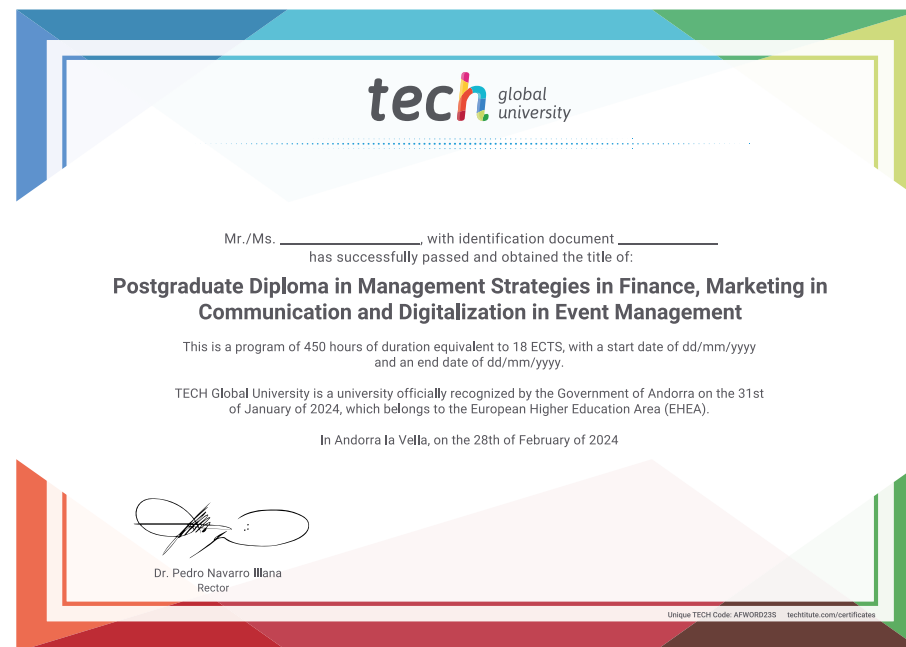 tech global university
Mr./Ms. ____________________, with identification document ______________
has successfully passed and obtained the title of:
Postgraduate Diploma in Management Strategies in Finance, Marketing in
Communication and Digitalization in Event Management
This is a program of 450 hours of duration equivalent to 18 ECTS, with a start date of dd/mm/yyyy
and an end date of dd/mm/yyyy.
TECH Global University is a university officially recognized by the Government of Andorra on the 31st
of January of 2024, which belongs to the European Higher Education Area (EHEA).
In Andorra la Vella, on the 28th of February of 2024
Dr. Pedro Navarro Illana
Rector
Unique TECH Code: AFWORD23S techtitute.com/certificates